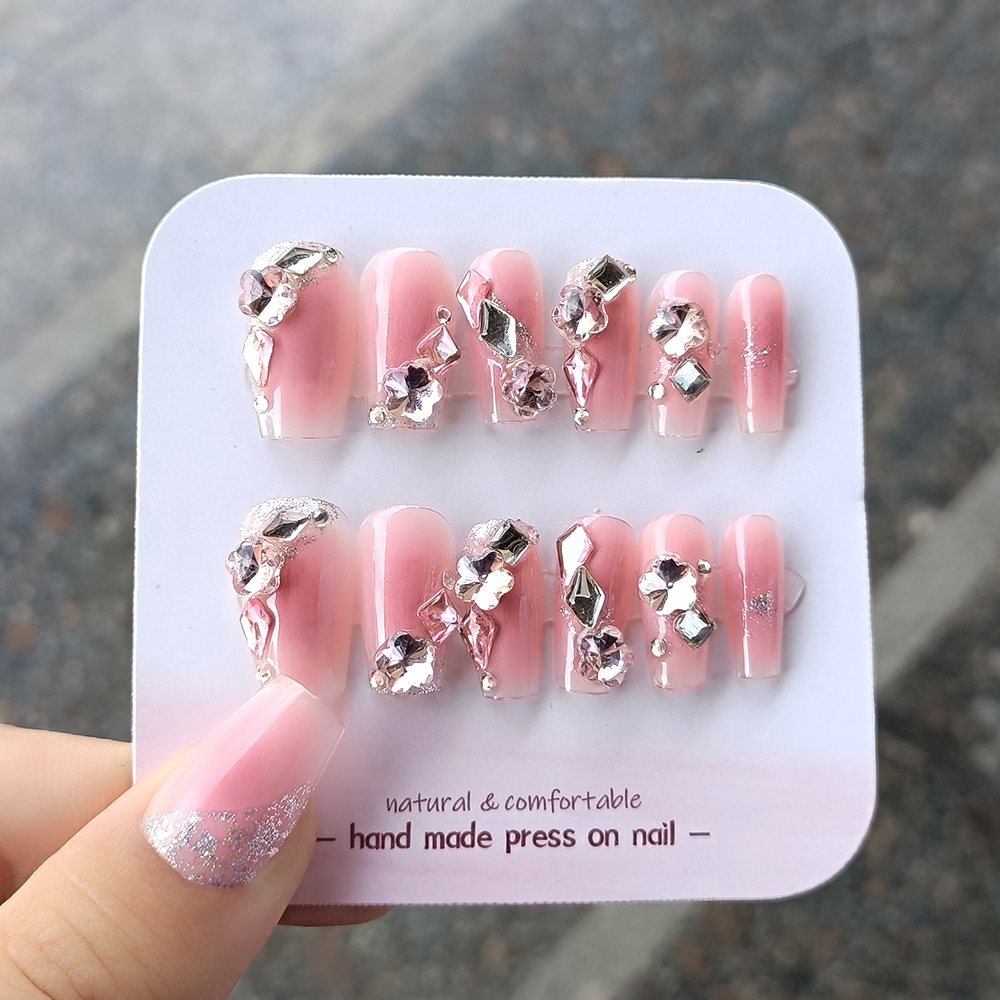 natural & comfortable
— hand made press on nail —